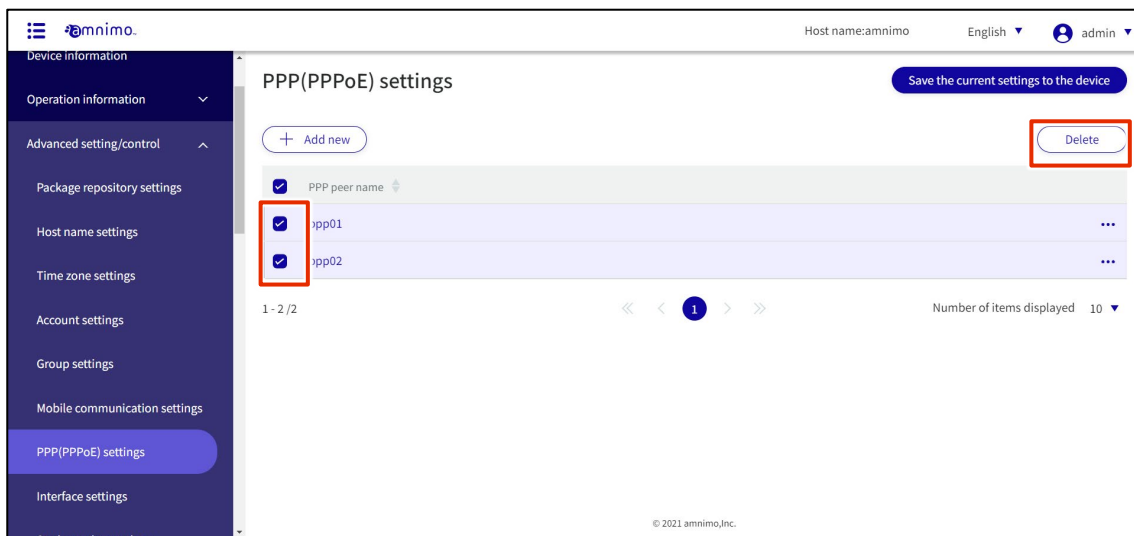 amnimo
Host name:amnimo
English
admin
Device information
Operation information
Advanced setting/control
Package repository settings
Host name settings
Time zone settings
Account settings
Group settings
Mobile communication settings
PPP(PPPoE) settings
Interface settings
PPP(PPPoE) settings
Save the current settings to the device
+ Add new
Delete
PPP peer name
ppp01
ppp02
1 - 2 /2
1
Number of items displayed 10
© 2021 amnimo,Inc.